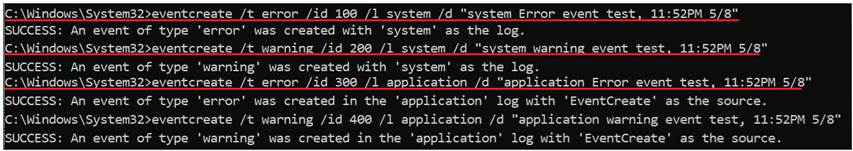 C:\Windows\System32>eventcreate /t error /id 100 /l system /d "system Error event test, 11:52PM 5/8"
SUCCESS: An event of type 'error' was created with 'system' as the log.
C:\Windows\System32>eventcreate /t warning /id 200 /l system /d "system warning event test, 11:52PM 5/8"
SUCCESS: An event of type 'warning' was created with 'system' as the log.
C:\Windows\System32>eventcreate /t error /id 300 /l application /d "application Error event test, 11:52PM 5/8"
SUCCESS: An event of type 'error' was created in the 'application' log with 'EventCreate' as the source.
C:\Windows\System32>eventcreate /t warning /id 400 /l application /d "application warning event test, 11:52PM 5/8"
SUCCESS: An event of type 'warning' was created in the 'application' log with 'EventCreate' as the source.